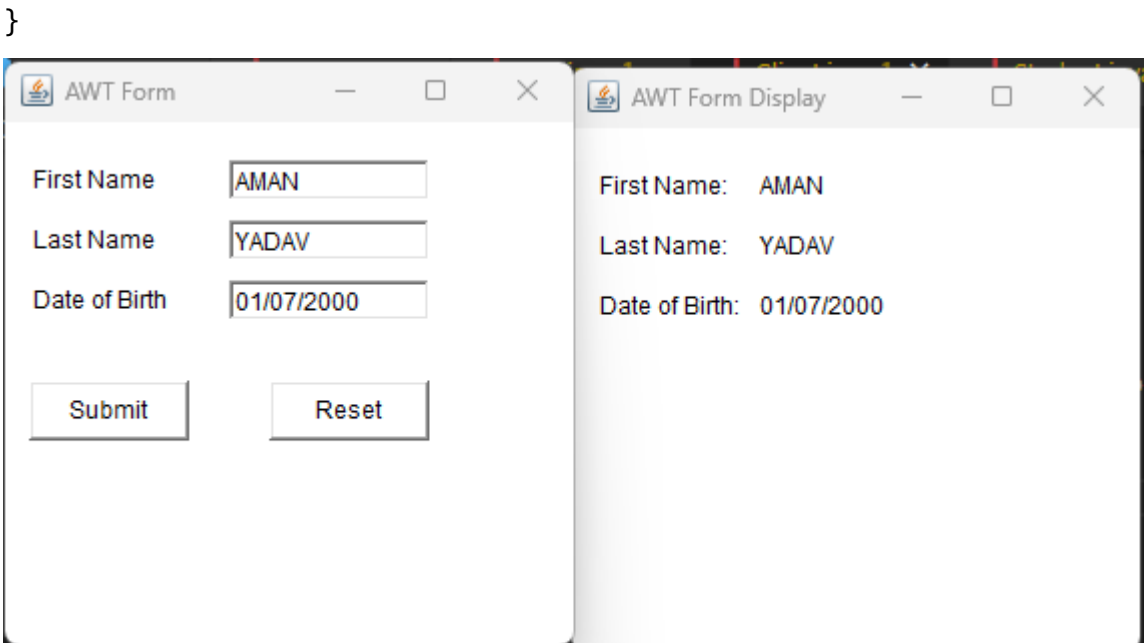 }
AWT Form
First Name AMAN
Last Name YADAV
Date of Birth 01/07/2000
Submit Reset
AWT Form Display
First Name: AMAN
Last Name: YADAV
Date of Birth: 01/07/2000